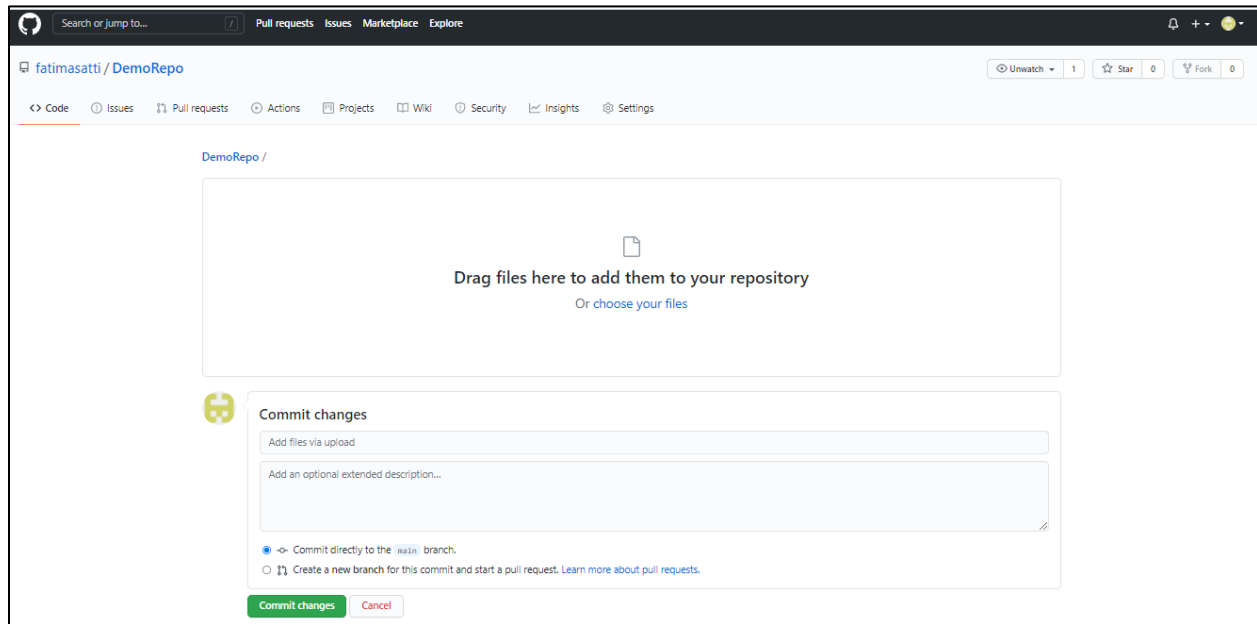 Search or jump to... / Pull requests Issues Marketplace Explore
fatimasatti / DemoRepo Unwatch 1 Star 0 Fork 0
<> Code Issues Pull requests Actions Projects Wiki Security Insights Settings
DemoRepo /
Drag files here to add them to your repository
Or choose your files
Commit changes
Add files via upload
Add an optional extended description...
Commit directly to the main branch.
Create a new branch for this commit and start a pull request. Learn more about pull requests.
Commit changes Cancel